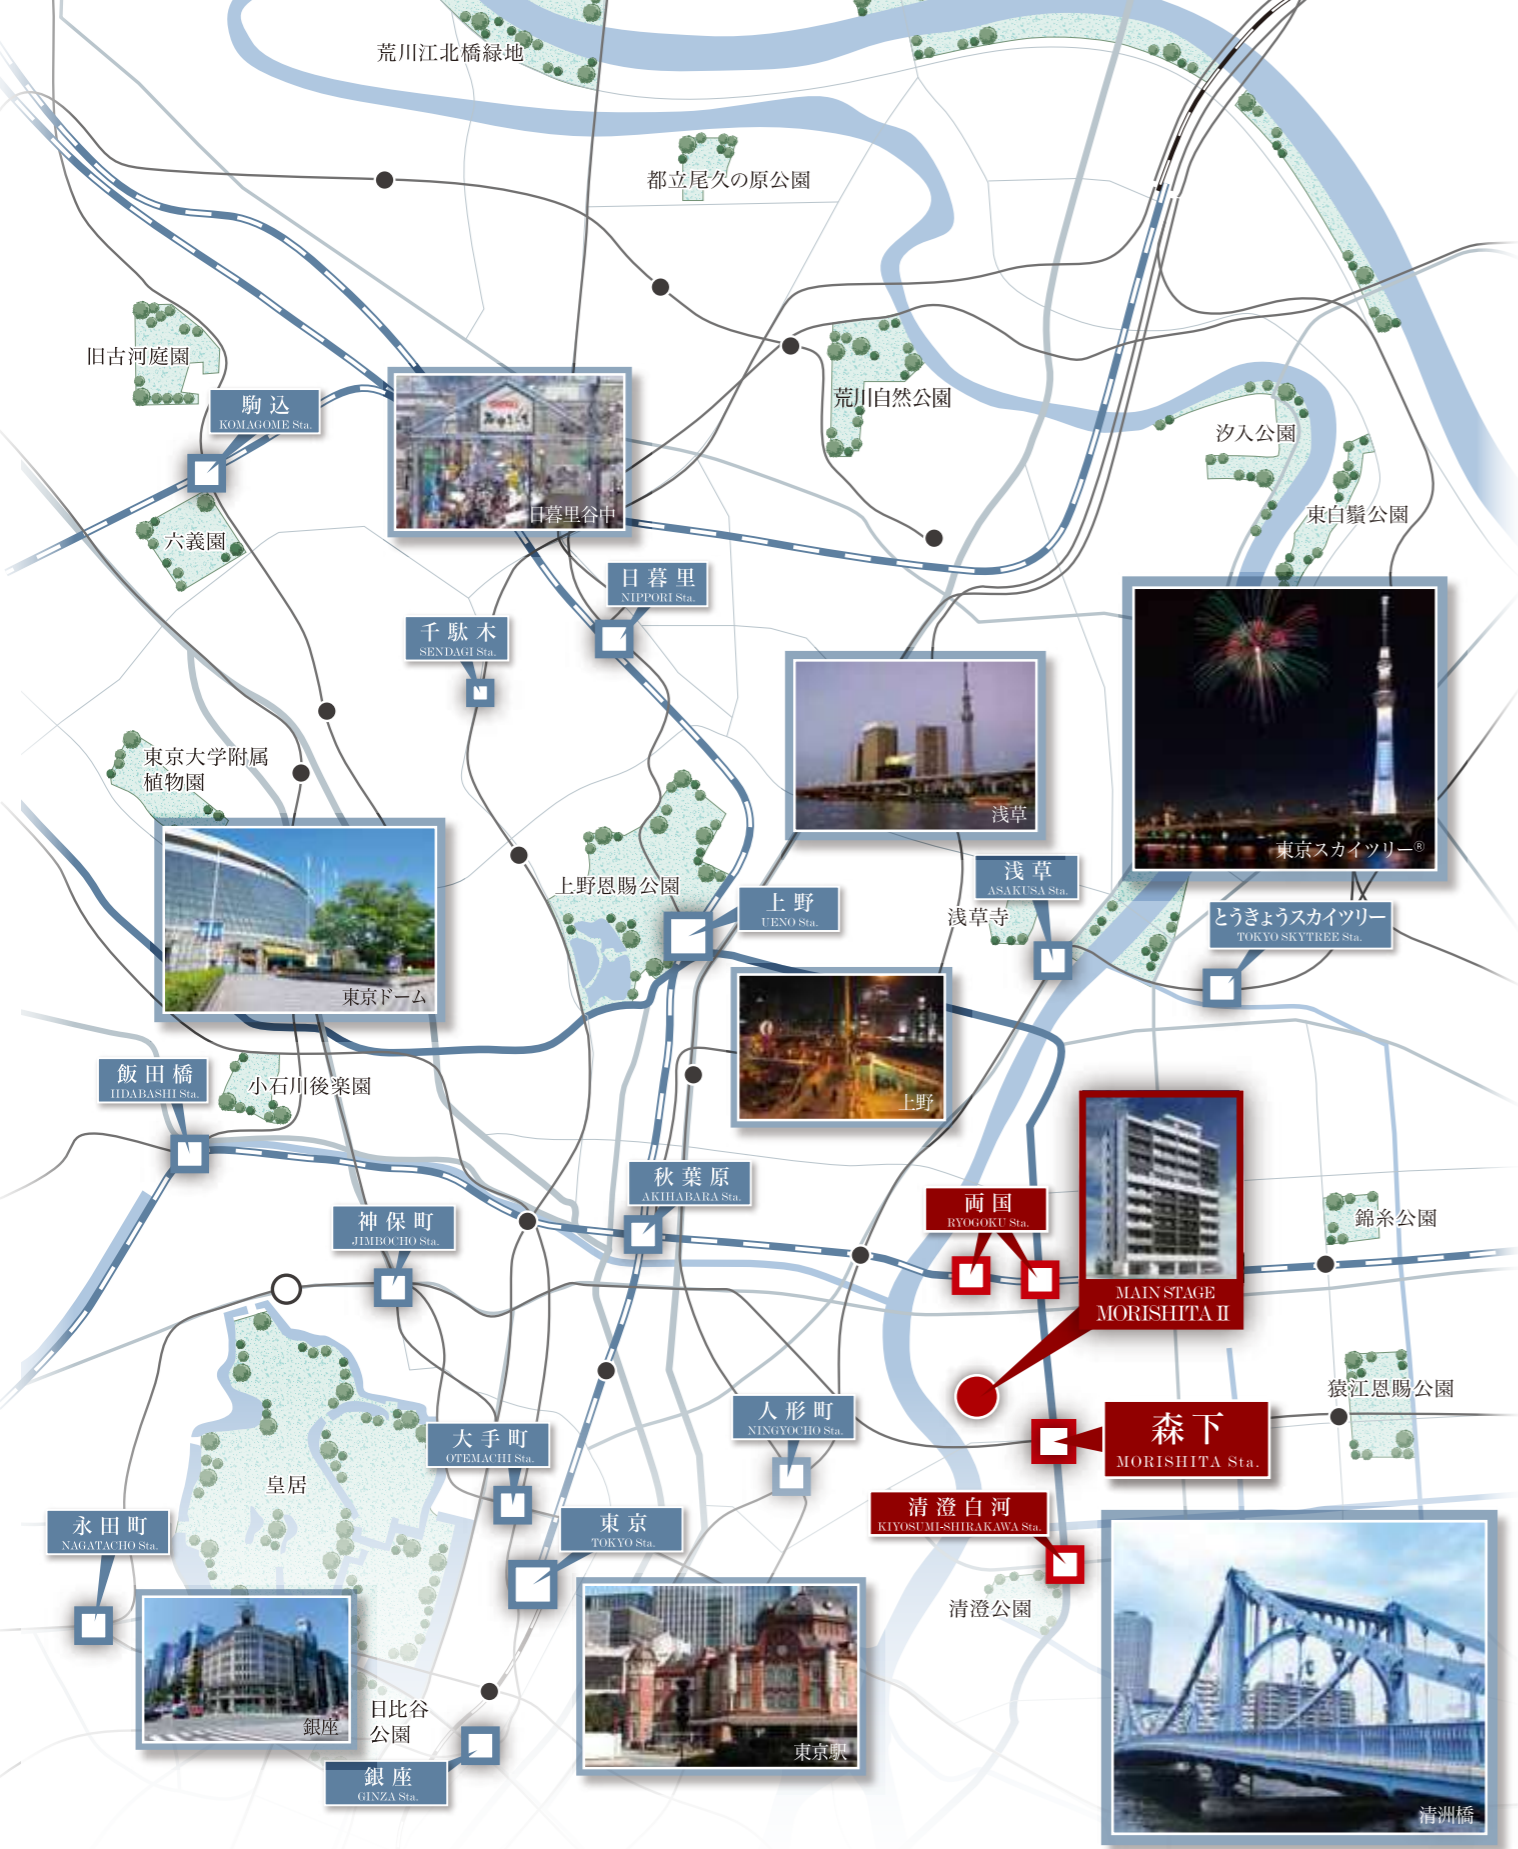 荒川江北橋緑地
都立尾久の原公園
旧古河庭園
駒込
KOMAGOME Sta.
荒川自然公園
汐入公園
六義園
日暮里谷中
東白鬚公園
日暮里
NIPPORI Sta.
千駄木
SENDAGI Sta.
東京大学附属
植物園
浅草
東京スカイツリー®
上野恩賜公園
上野
UENO Sta.
浅草
ASAKUSA Sta.
浅草寺
とうきょうスカイツリー
TOKYO SKYTREE Sta.
東京ドーム
飯田橋
IIDABASHI Sta.
小石川後楽園
上野
秋葉原
AKIHABARA Sta.
神保町
JIMBOCHO Sta.
両国
RYOGOKU Sta.
錦糸公園
MAIN STAGE
MORISHITA II
猿江恩賜公園
人形町
NINGYOCHO Sta.
森下
MORISHITA Sta.
大手町
OTEMACHI Sta.
皇居
永田町
NAGATACHO Sta.
東京
TOKYO Sta.
清澄白河
KIYOSUMI-SHIRAKAWA Sta.
清澄公園
銀座
日比谷
公園
東京駅
銀座
GINZA Sta.
清洲橋